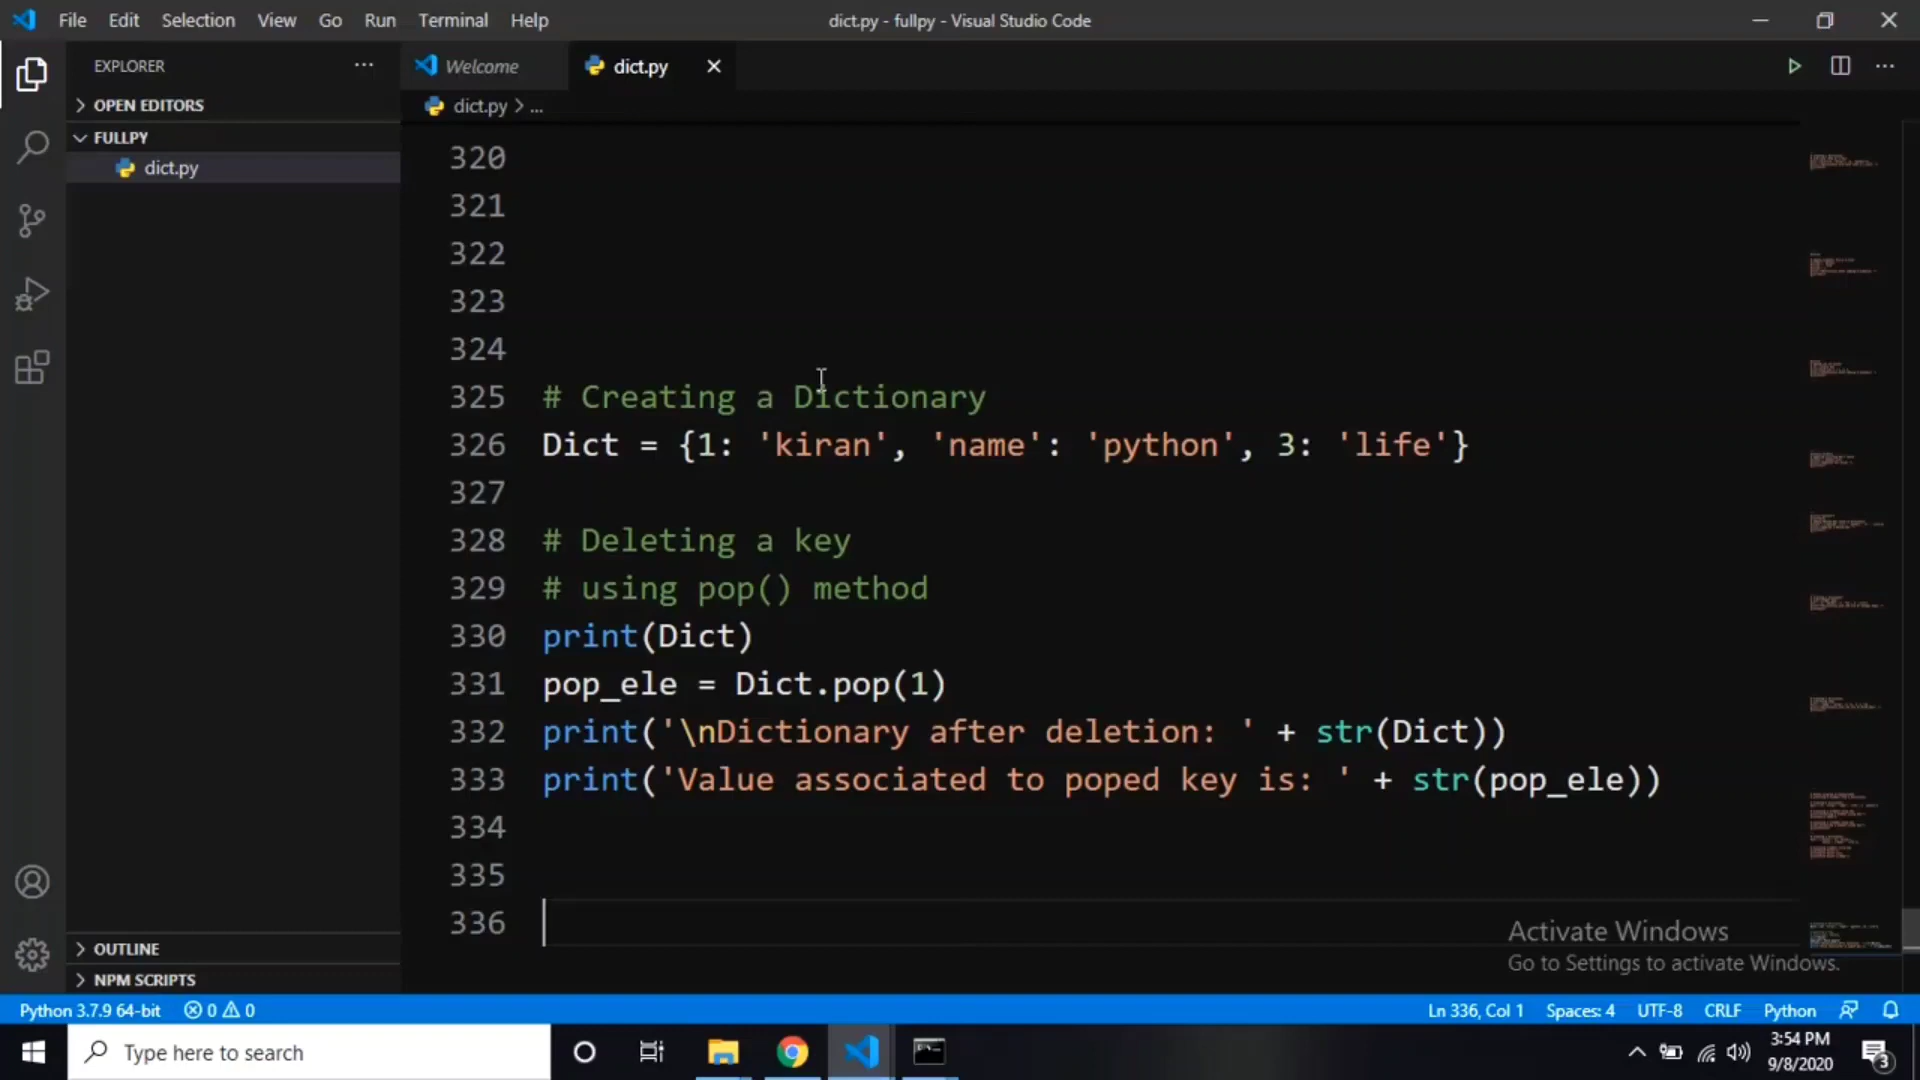 File Edit Selection View Go Run Terminal Help
dict.py - fullpy - Visual Studio Code
EXPLORER
Welcome
dict.py
OPEN EDITORS
dict.py > ...
FULLPY
dict.py
320
321
322
323
324
325 # Creating a Dictionary
326 Dict = {1: 'kiran', 'name': 'python', 3: 'life'}
327
328 # Deleting a key
329 # using pop() method
330 print(Dict)
331 pop_ele = Dict.pop(1)
332 print('\nDictionary after deletion: ' + str(Dict))
333 print('Value associated to poped key is: ' + str(pop_ele))
334
335
336
Activate Windows
Go to Settings to activate Windows.
OUTLINE
NPM SCRIPTS
Python 3.7.9 64-bit 0 0 Ln 336, Col 1 Spaces: 4 UTF-8 CRLF Python
Type here to search
3:54 PM
9/8/2020
3